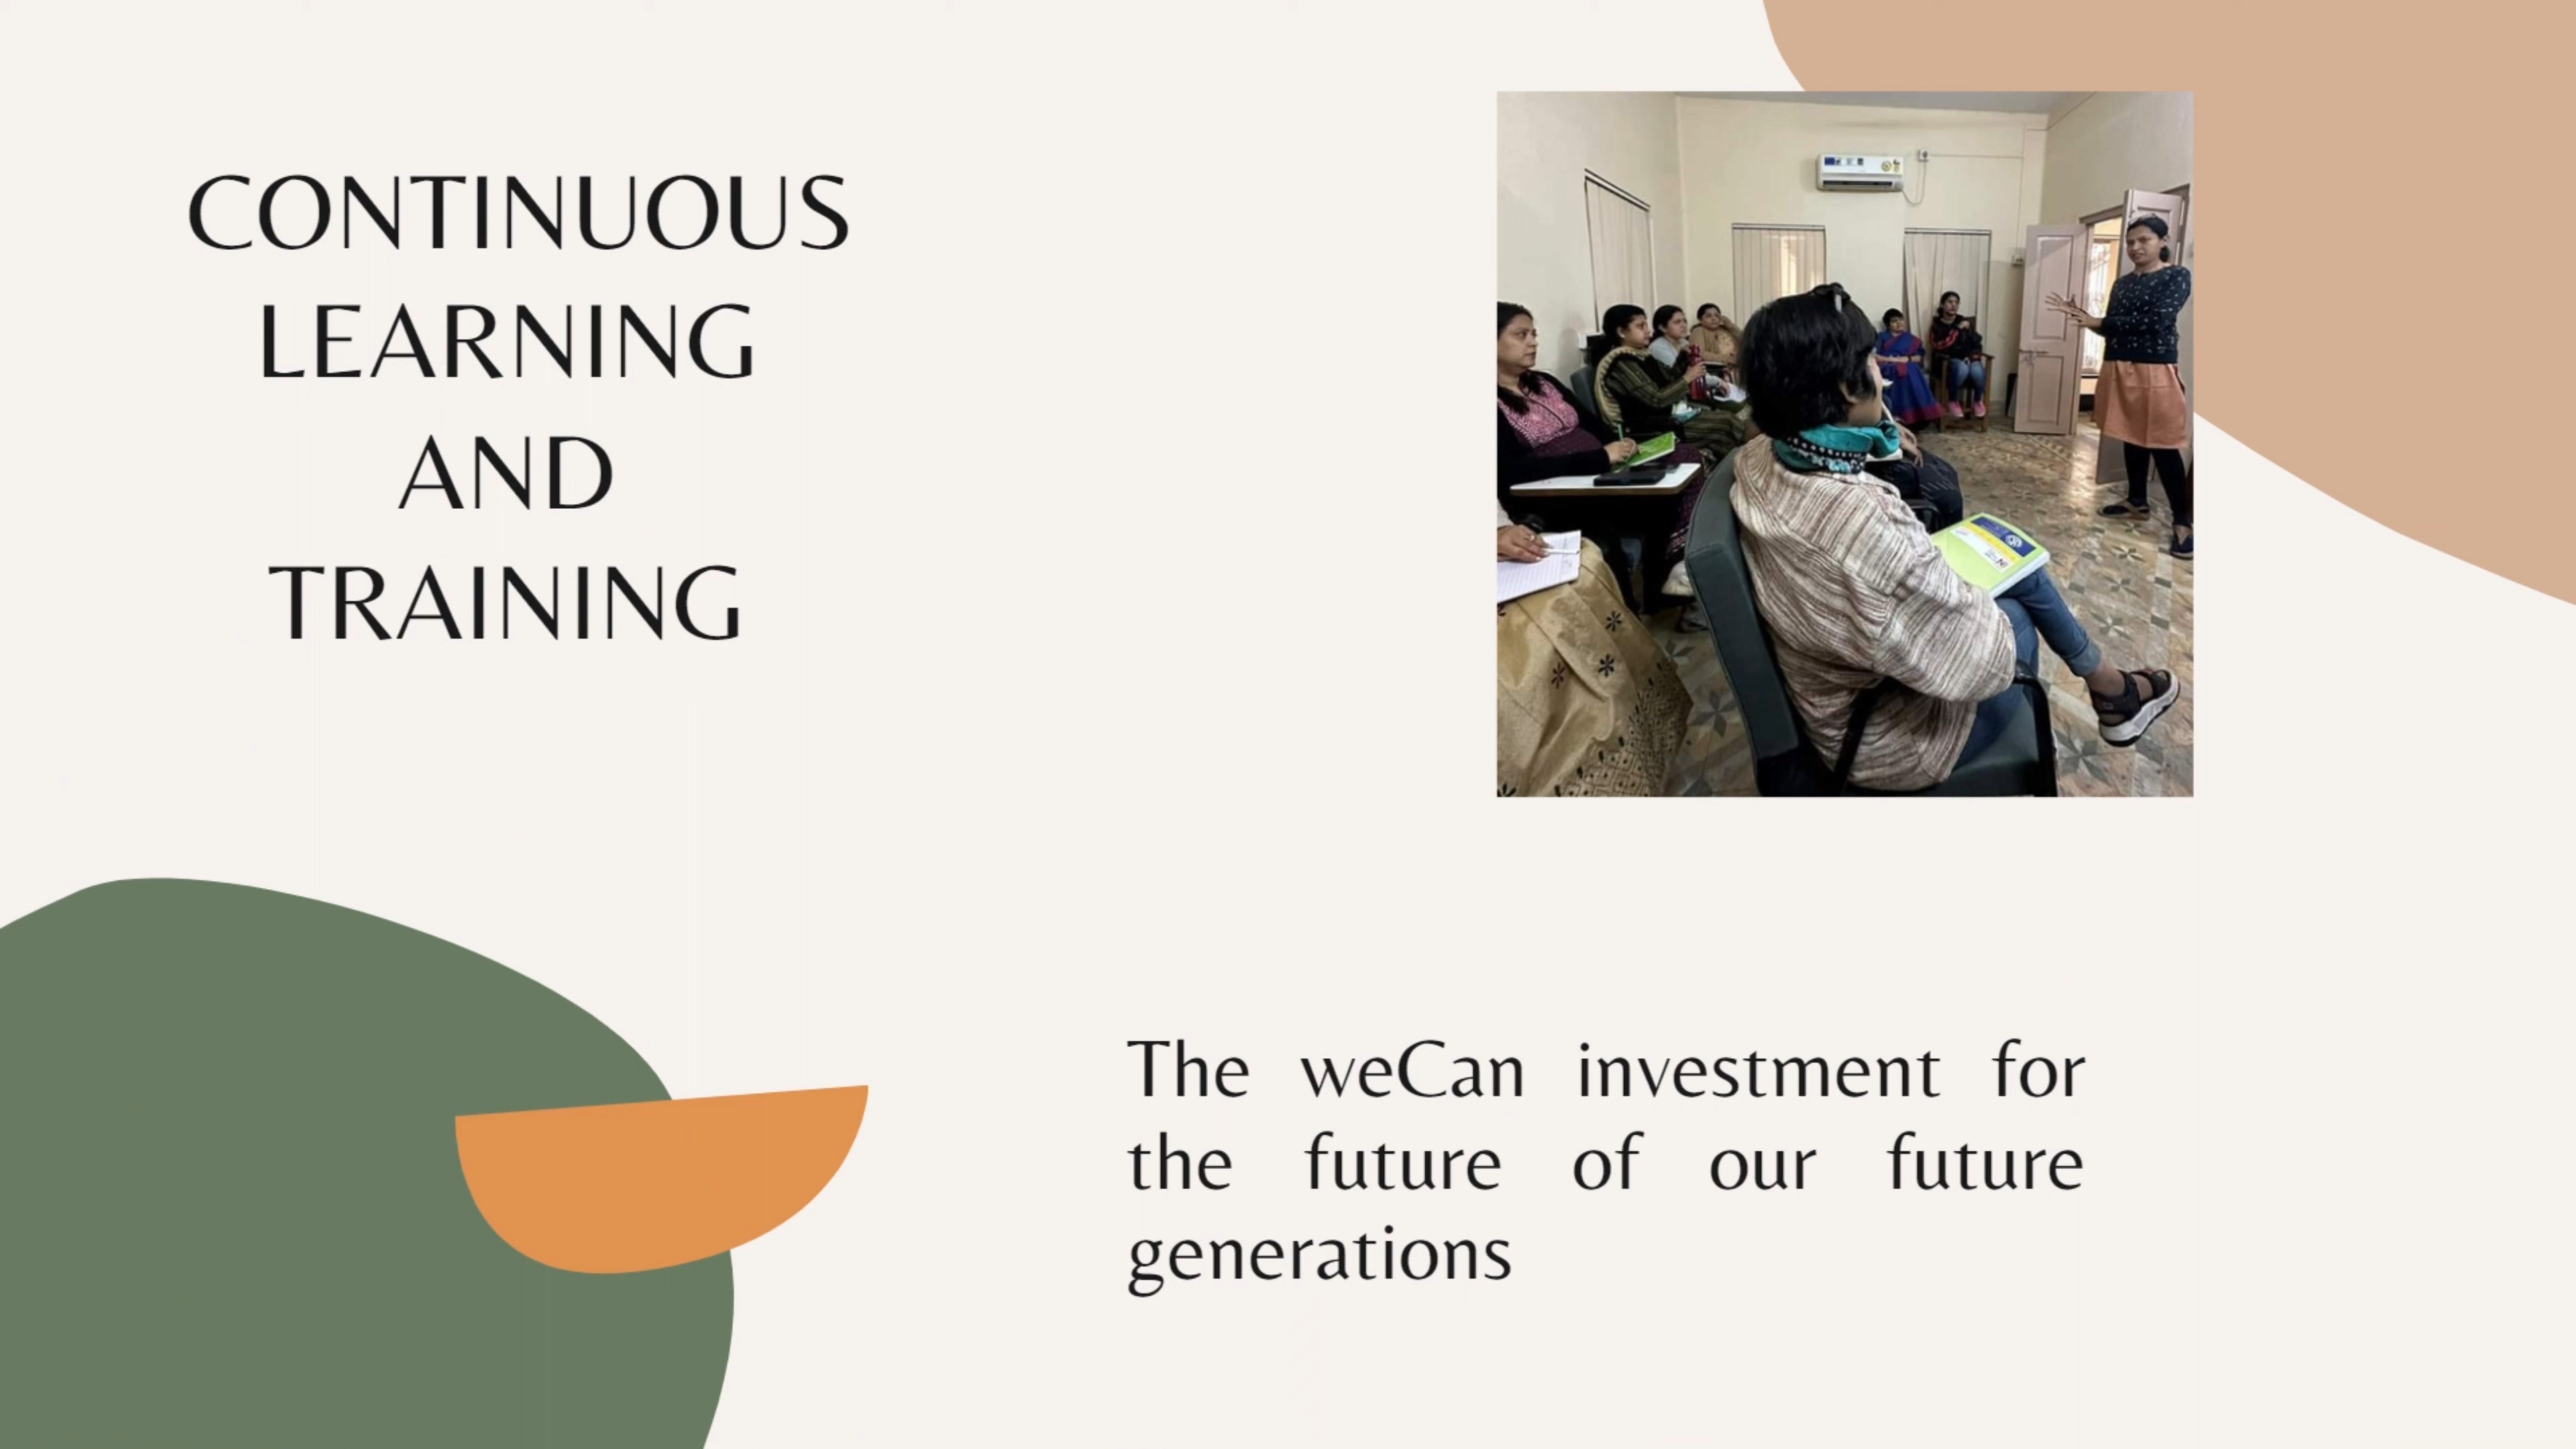 CONTINUOUS
LEARNING
AND
TRAINING
The weCan investment for
the future of our future
generations